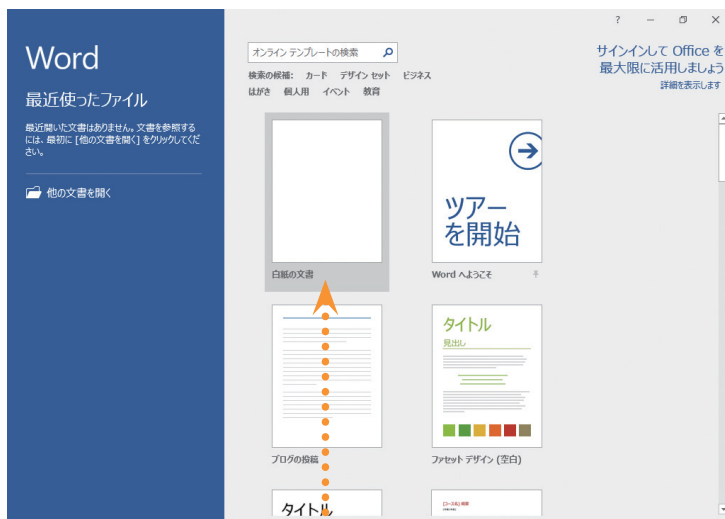 Word
最近使ったファイル
最近開いた文書はありません。文書を参照する
には、最初に [他の文書を開く] をクリックしてくだ
さい。
他の文書を開く
オンライン テンプレートの検索
検索の候補: カード デザイン セット ビジネス
はがき 個人用 イベント 教育
サインインして Office を
最大限に活用しましょう
詳細を表示します
白紙の文書
ツアー
を開始
Word へようこそ
ブログの投稿
タイトル
見出し
ファセット デザイン (空白)
タイトル